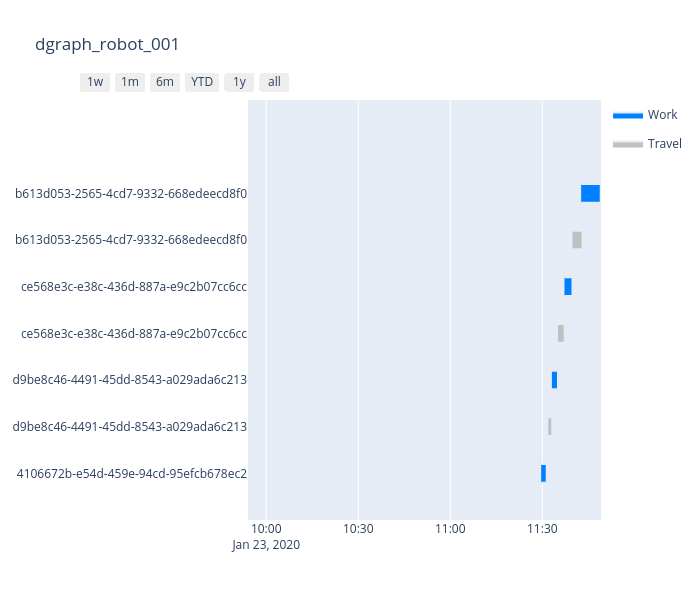 dgraph_robot_001
1w 1m 6m YTD 1y all
Work
Travel
b613d053-2565-4cd7-9332-668edeecd8f0
b613d053-2565-4cd7-9332-668edeecd8f0
ce568e3c-e38c-436d-887a-e9c2b07cc6cc
ce568e3c-e38c-436d-887a-e9c2b07cc6cc
d9be8c46-4491-45dd-8543-a029ada6c213
d9be8c46-4491-45dd-8543-a029ada6c213
4106672b-e54d-459e-94cd-95efcb678ec2
10:00 10:30 11:00 11:30
Jan 23, 2020